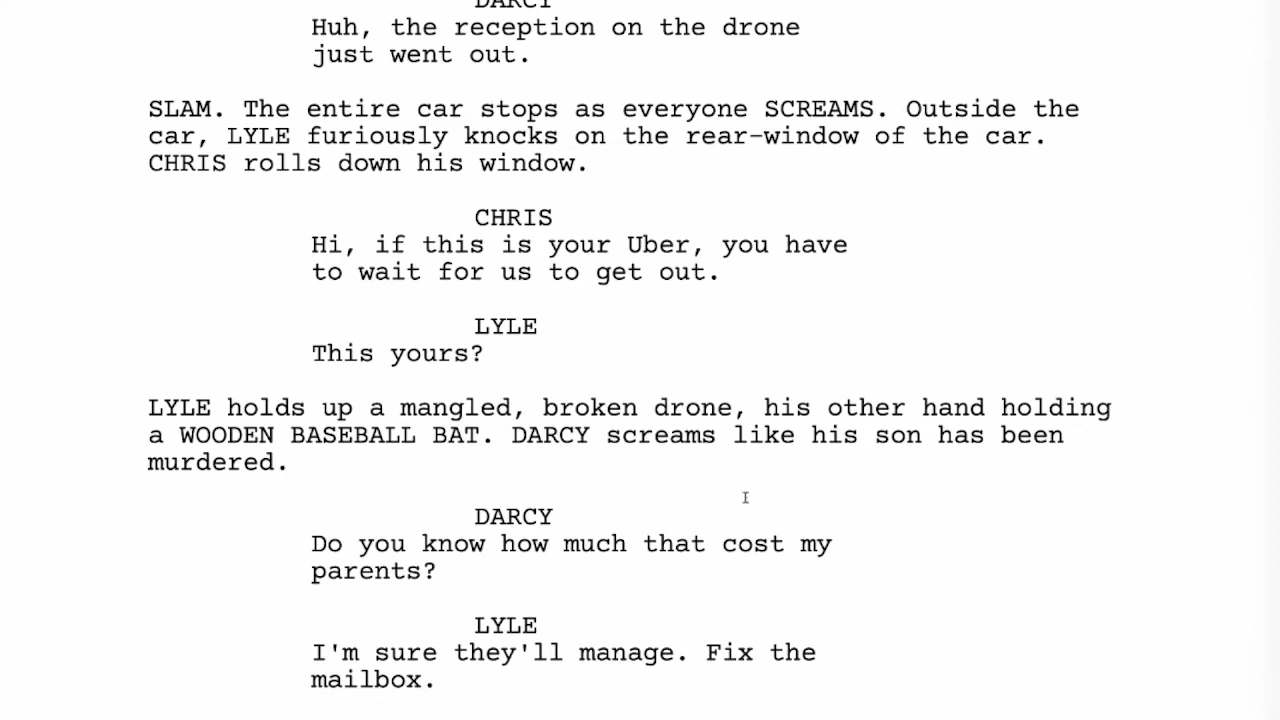 DARCY
Huh, the reception on the drone
just went out.
SLAM. The entire car stops as everyone SCREAMS. Outside the
car, LYLE furiously knocks on the rear-window of the car.
CHRIS rolls down his window.
CHRIS
Hi, if this is your Uber, you have
to wait for us to get out.
LYLE
This yours?
LYLE holds up a mangled, broken drone, his other hand holding
a WOODEN BASEBALL BAT. DARCY screams like his son has been
murdered.
DARCY
Do you know how much that cost my
parents?
LYLE
I'm sure they'll manage. Fix the
mailbox.